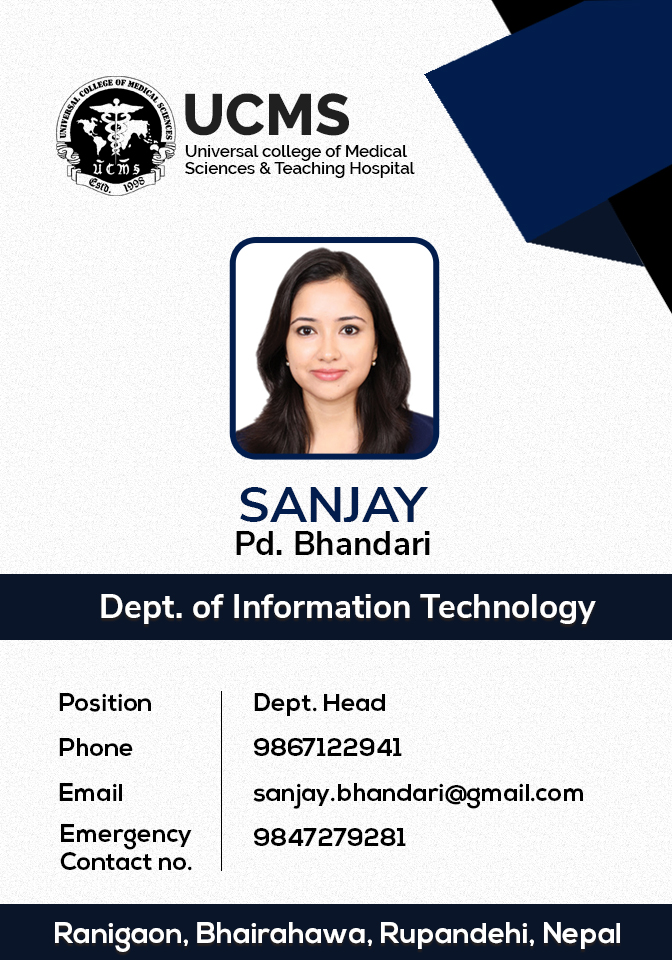 UNIVERSAL COLLEGE OF MEDICAL SCIENCES
UCMS
Estd. 1998
UCMS
Universal college of Medical
Sciences & Teaching Hospital
SANJAY
Pd. Bhandari
Dept. of Information Technology
Position Dept. Head
Phone 9867122941
Email sanjay.bhandari@gmail.com
Emergency
Contact no. 9847279281
Ranigaon, Bhairahawa, Rupandehi, Nepal